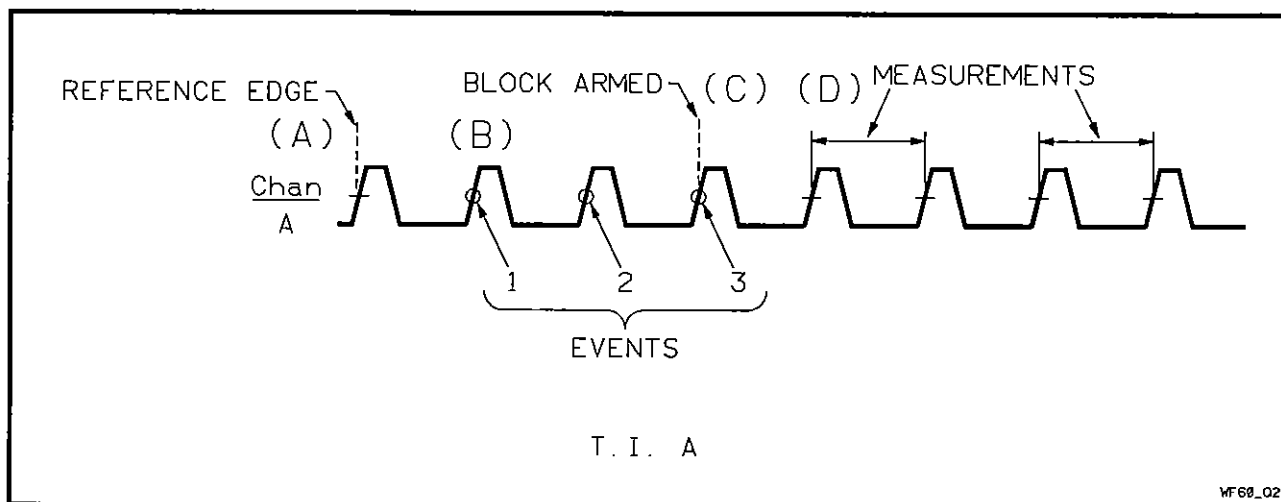 REFERENCE EDGE
BLOCK ARMED
MEASUREMENTS
(A)
(B)
(C)
(D)
Chan
A
1
2
3
EVENTS
T.I. A
WF60_02